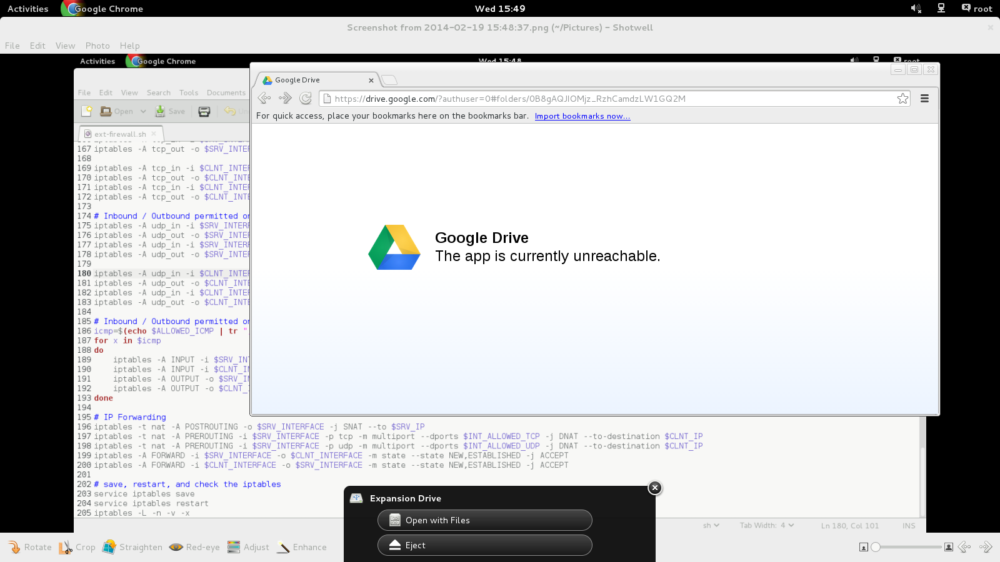 Activities
Google Chrome
Wed 15:49
root
Screenshot from 2014-02-19 15:48:37.png (~/Pictures) - Shotwell
File Edit View Photo Help
Activities
Google Chrome
Wed 15:48
root
File Edit View Search Tools Documents
Open Save
ext-firewall.sh
Google Drive
https://drive.google.com/?authuser=0#folders/0B8gAQJIOMjz_RzhCamdzLW1GQ2M
For quick access, place your bookmarks here on the bookmarks bar. Import bookmarks now...
Google Drive
The app is currently unreachable.
167 iptables -A tcp_out -o $SRV_INTER
168
169 iptables -A tcp_in -i $CLNT_INTER
170 iptables -A tcp_out -o $CLNT_INTE
171 iptables -A tcp_in -i $CLNT_INTER
172 iptables -A tcp_out -o $CLNT_INTE
173
174 # Inbound / Outbound permitted on
175 iptables -A udp_in -i $SRV_INTER
176 iptables -A udp_out -o $SRV_INTER
177 iptables -A udp_in -i $SRV_INTER
178 iptables -A udp_out -o $SRV_INTER
179
180 iptables -A udp_in -i $CLNT_INTER
181 iptables -A udp_out -o $CLNT_INTE
182 iptables -A udp_in -i $CLNT_INTER
183 iptables -A udp_out -o $CLNT_INTE
184
185 # Inbound / Outbound permitted on
186 icmp=$(echo $ALLOWED_ICMP | tr "
187 for x in $icmp
188 do
189 iptables -A INPUT -i $SRV_INT
190 iptables -A INPUT -i $CLNT_IN
191 iptables -A OUTPUT -o $SRV_IN
192 iptables -A OUTPUT -o $CLNT_
193 done
194
195 # IP Forwarding
196 iptables -t nat -A POSTROUTING -o $SRV_INTERFACE -j SNAT --to $SRV_IP
197 iptables -t nat -A PREROUTING -i $SRV_INTERFACE -p tcp -m multiport --dports $INT_ALLOWED_TCP -j DNAT --to-destination $CLNT_IP
198 iptables -t nat -A PREROUTING -i $SRV_INTERFACE -p udp -m multiport --dports $INT_ALLOWED_UDP -j DNAT --to-destination $CLNT_IP
199 iptables -A FORWARD -i $SRV_INTERFACE -o $CLNT_INTERFACE -m state --state NEW,ESTABLISHED -j ACCEPT
200 iptables -A FORWARD -i $CLNT_INTERFACE -o $SRV_INTERFACE -m state --state NEW,ESTABLISHED -j ACCEPT
201
202 # save, restart, and check the iptables
203 service iptables save
204 service iptables restart
205 iptables -L -n -v -x
sh Tab Width: 4 Ln 180, Col 101 INS
Expansion Drive
Open with Files
Eject
Rotate Crop Straighten Red-eye Adjust Enhance